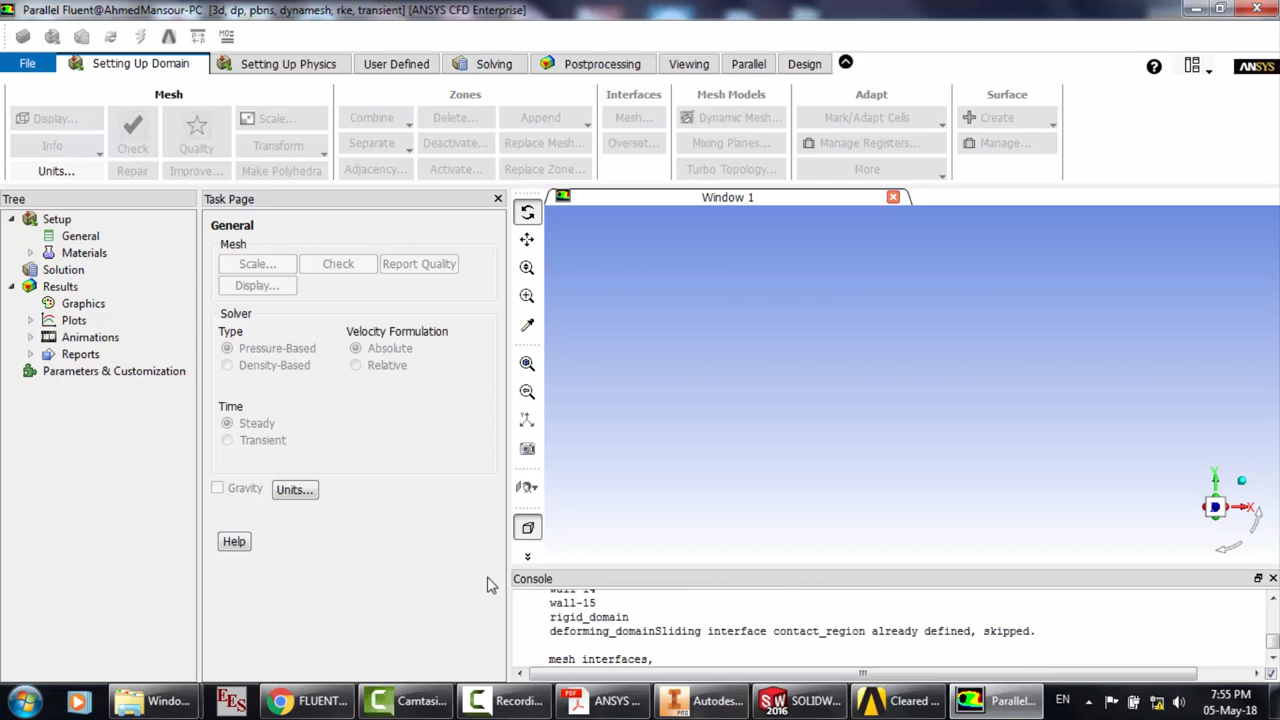 Parallel Fluent@AhmedMansour-PC [3d, dp, pbns, dynamesh, rke, transient] [ANSYS CFD Enterprise]
File
Setting Up Domain
Setting Up Physics
User Defined
Solving
Postprocessing
Viewing
Parallel
Design
ANSYS
Mesh
Zones
Interfaces
Mesh Models
Adapt
Surface
Display...
Check
Quality
Scale...
Combine
Delete...
Append
Mesh...
Dynamic Mesh...
Mark/Adapt Cells
Create
Info
Transform
Separate
Deactivate...
Replace Mesh...
Overset...
Mixing Planes...
Manage Registers...
Manage...
Units...
Repair
Improve...
Make Polyhedra
Adjacency...
Activate...
Replace Zone...
Turbo Topology...
More
Tree
Setup
General
Materials
Solution
Results
Graphics
Plots
Animations
Reports
Parameters & Customization
Task Page
General
Mesh
Scale...
Check
Report Quality
Display...
Solver
Type
Velocity Formulation
Pressure-Based
Absolute
Density-Based
Relative
Time
Steady
Transient
Gravity
Units...
Help
Window 1
Y
X
Console
wall-15
rigid_domain
deforming_domainSliding interface contact_region already defined, skipped.
mesh interfaces,
Windo...
EES
FLUENT...
Camtasi...
Recordi...
ANSYS ...
Autodes...
SOLIDW...
Cleared ...
Parallel...
EN
7:55 PM
05-May-18